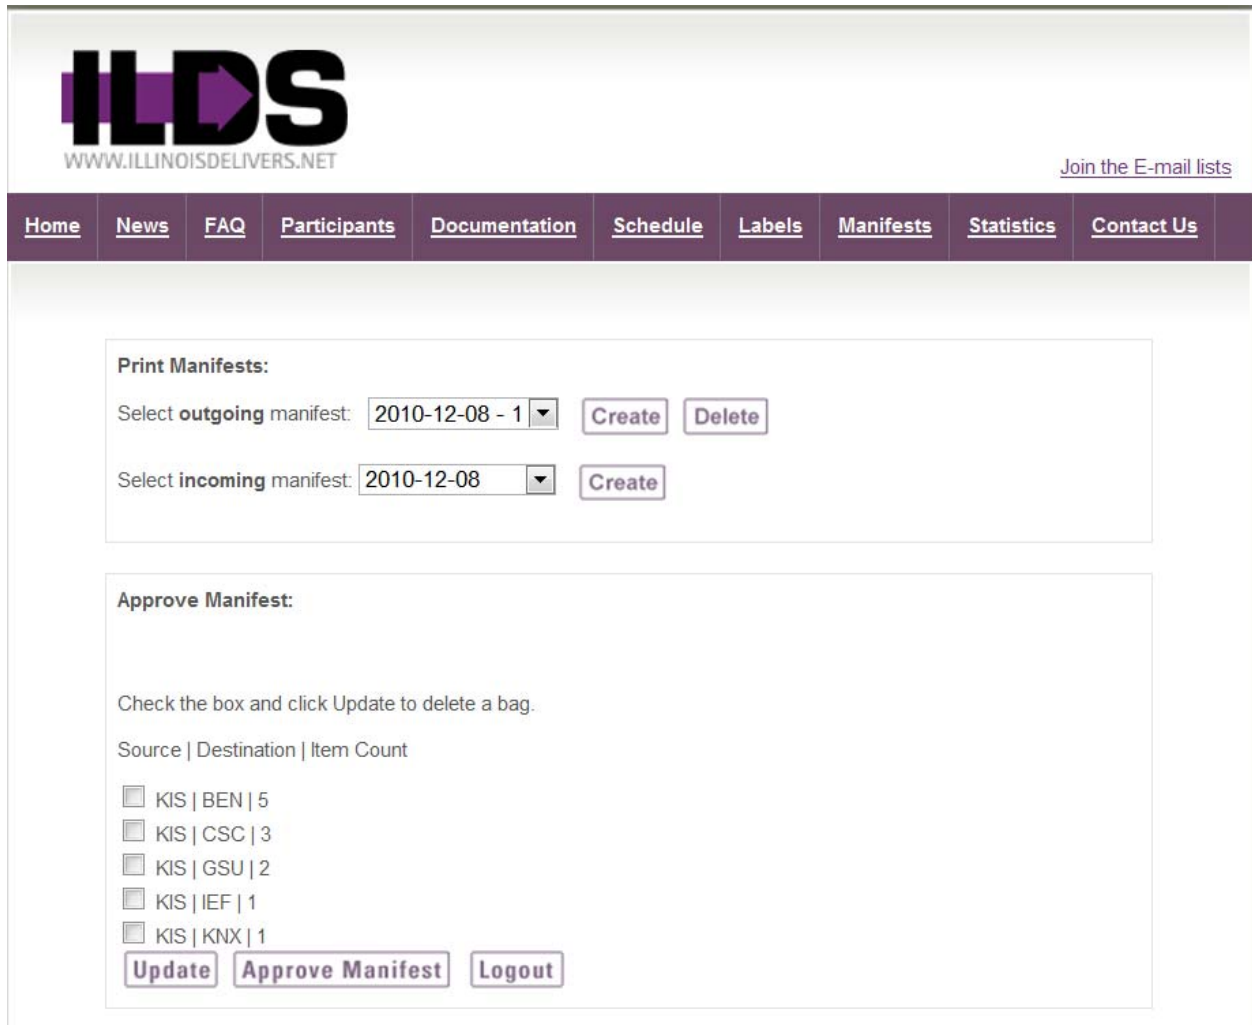 ILDS
WWW.ILLINOISDELIVERS.NET
Join the E-mail lists
Home News FAQ Participants Documentation Schedule Labels Manifests Statistics Contact Us
Print Manifests:
Select outgoing manifest: 2010-12-08 - 1 Create Delete
Select incoming manifest: 2010-12-08 Create
Approve Manifest:
Check the box and click Update to delete a bag.
Source | Destination | Item Count
KIS | BEN | 5
KIS | CSC | 3
KIS | GSU | 2
KIS | IEF | 1
KIS | KNX | 1
Update Approve Manifest Logout